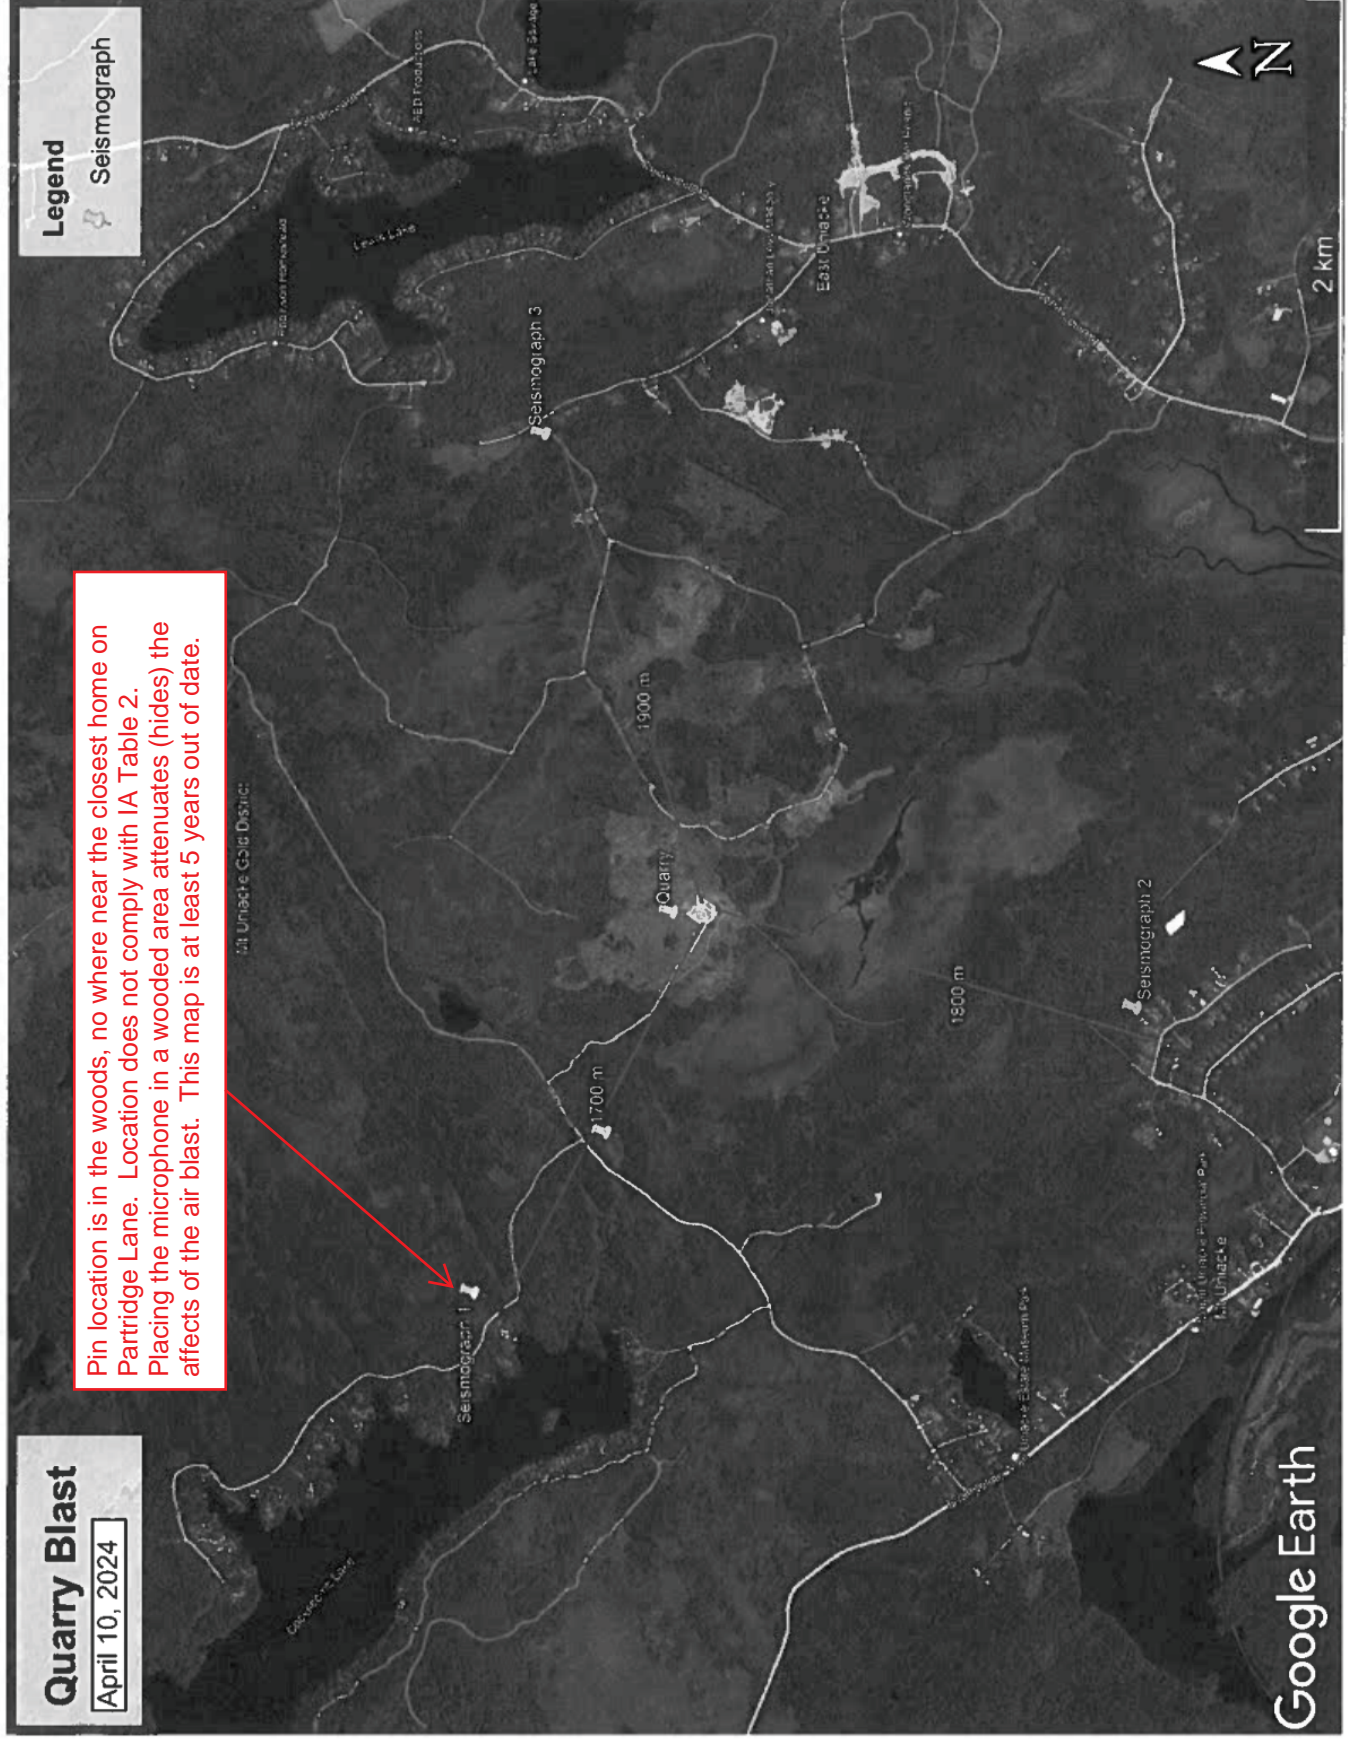 Quarry Blast
April 10, 2024
Legend
Seismograph
Pin location is in the woods, no where near the closest home on
Partridge Lane. Location does not comply with IA Table 2.
Placing the microphone in a wooded area attenuates (hides) the
affects of the air blast. This map is at least 5 years out of date.
Mt Uniacke Gold District
Lewis Lake
Seismograph 1
Seismograph 3
1700 m
Quarry
1900 m
East Uniacke
1800 m
Seismograph 2
Mt Uniacke
Google Earth
2 km
N